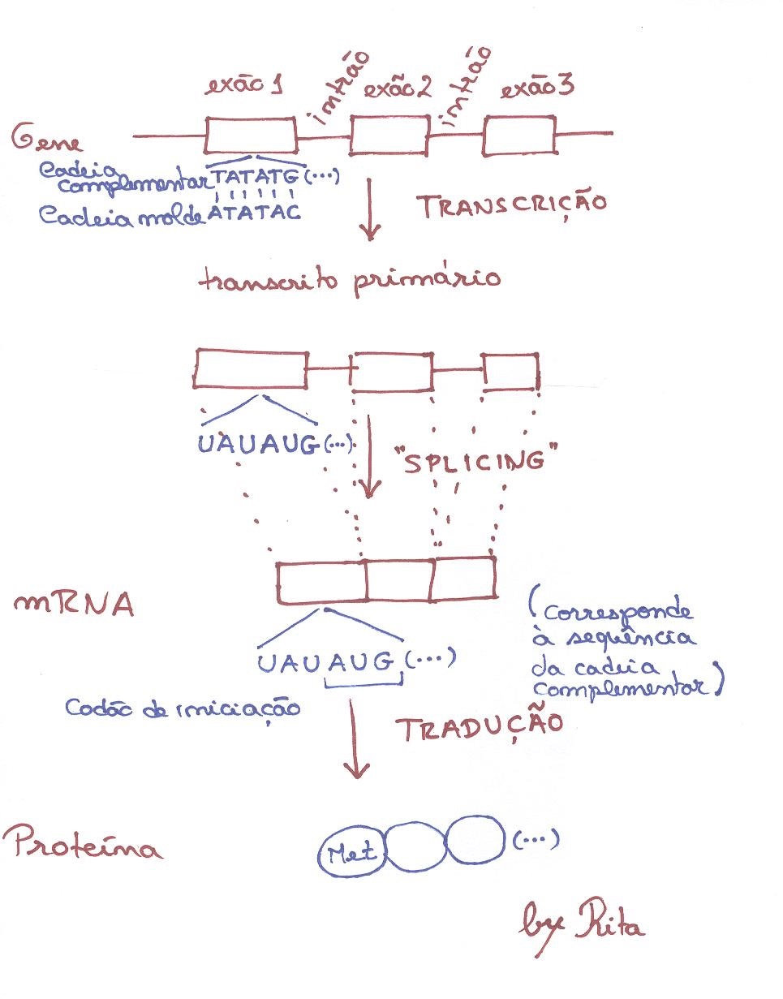 exão 1 intrão exão 2 intrão exão 3
Gene
Cadeia
complementar TATATG (...)
Cadeia molde ATATAC
TRANSCRIÇÃO
transcrito primário
UAUAUG (...)
"SPLICING"
mRNA
(corresponde
à seqüência
da cadeia
complementar)
UAUAUG (...)
Codão de iniciação
TRADUÇÃO
Proteína
Met (...)
by Rita